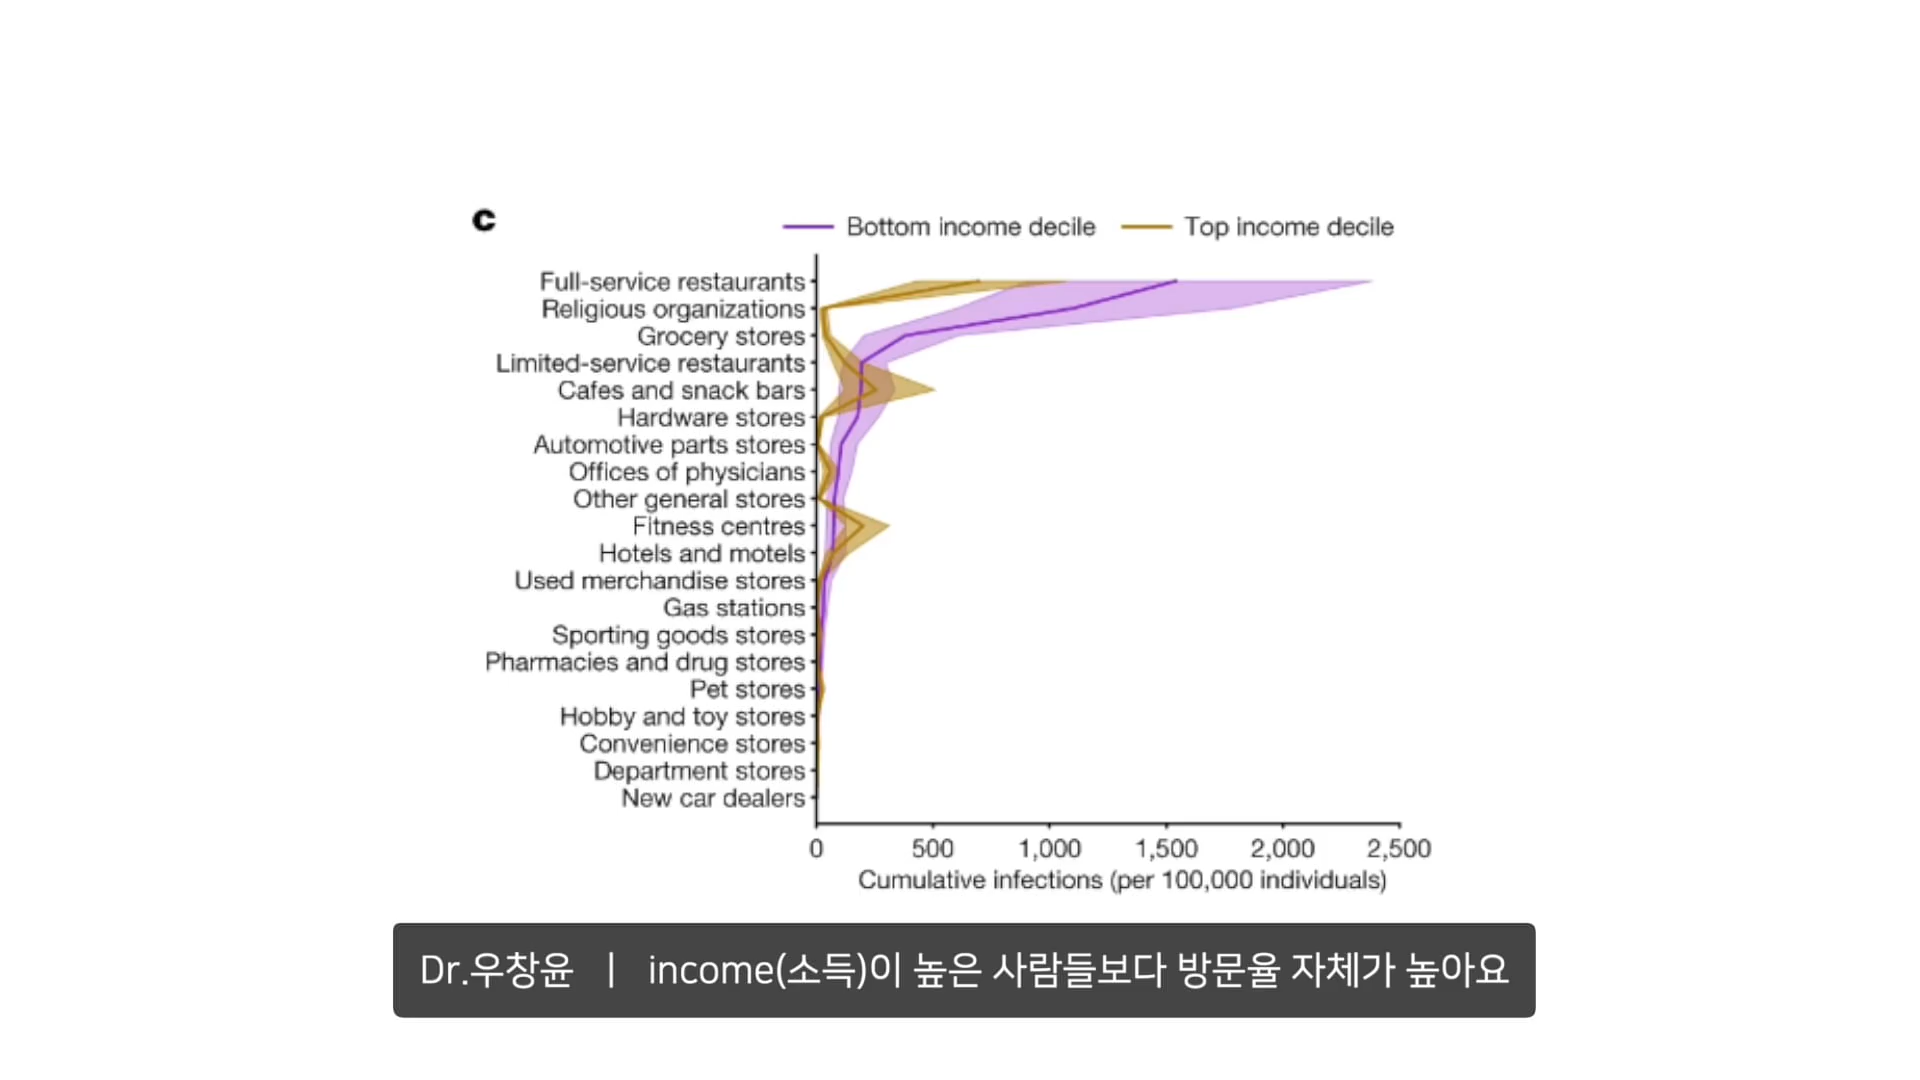 c
Bottom income decile
Top income decile
Full-service restaurants
Religious organizations
Grocery stores
Limited-service restaurants
Cafes and snack bars
Hardware stores
Automotive parts stores
Offices of physicians
Other general stores
Fitness centres
Hotels and motels
Used merchandise stores
Gas stations
Sporting goods stores
Pharmacies and drug stores
Pet stores
Hobby and toy stores
Convenience stores
Department stores
New car dealers
0 500 1,000 1,500 2,000 2,500
Cumulative infections (per 100,000 individuals)
Dr.우창윤 | income(소득)이 높은 사람들보다 방문율 자체가 높아요